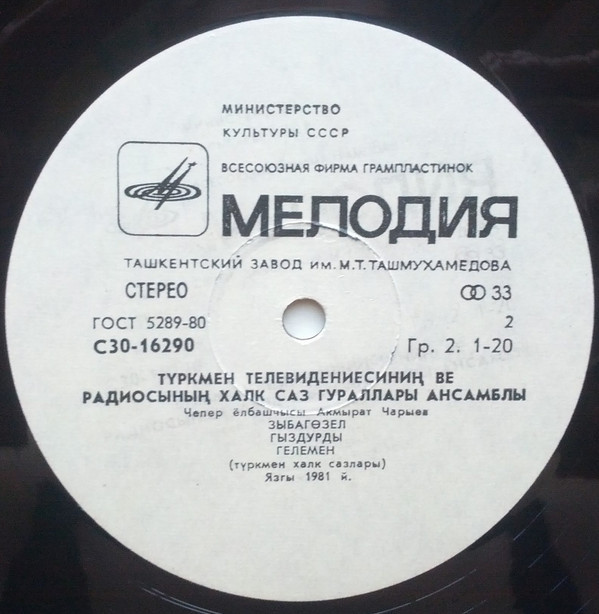 МИНИСТЕРСТВО
КУЛЬТУРЫ СССР
ВСЕСОЮЗНАЯ ФИРМА ГРАМПЛАСТИНОК
МЕЛОДИЯ
ТАШКЕНТСКИЙ ЗАВОД ИМ. М.Т. ТАШМУХАМЕДОВА
СТЕРЕО 33
ГОСТ 5289-80 2
С30-16290 Гр. 2. 1-20
ТҮРКМЕН ТЕЛЕВИДЕНИЕСИНИҢ ВЕ
РАДИОСЫНЫҢ ХАЛК САЗ ГУРАЛЛАРЫ АНСАМБЛЫ
Чепер ёлбашчысы Акмырат Чарыев
ЗЫБАГӨЗЕЛ
ГЫЗДУРДЫ
ГЕЛЕМЕН
(түркмен халк сазлары)
Язгы 1981 й.